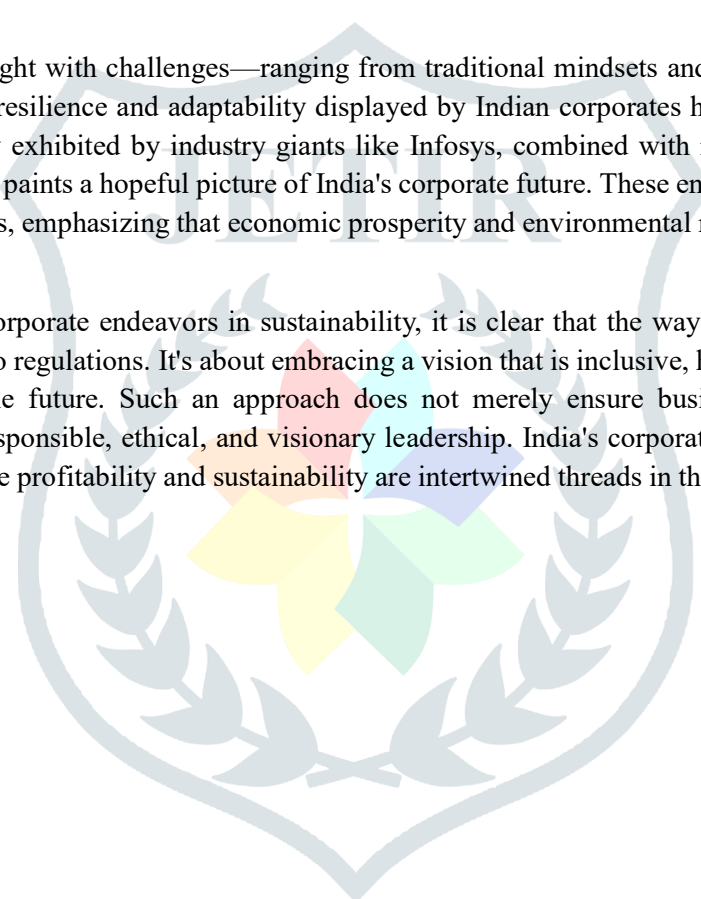 ght with challenges—ranging from traditional mindsets and
resilience and adaptability displayed by Indian corporates h
exhibited by industry giants like Infosys, combined with
paints a hopeful picture of India's corporate future. These en
s, emphasizing that economic prosperity and environmental
JETIR
orporate endeavors in sustainability, it is clear that the way
o regulations. It's about embracing a vision that is inclusive, h
e future. Such an approach does not merely ensure busi
sponsible, ethical, and visionary leadership. India's corporat
e profitability and sustainability are intertwined threads in th